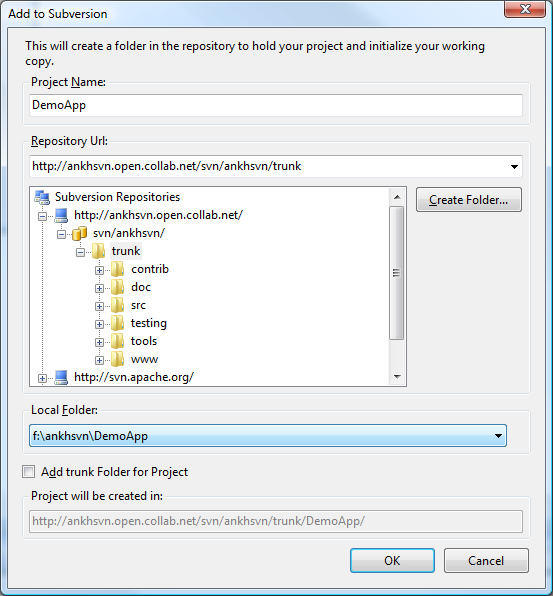 Add to Subversion
This will create a folder in the repository to hold your project and initialize your working
copy.
Project Name:
DemoApp
Repository Url:
http://ankhsvn.open.collab.net/svn/ankhsvn/trunk
Subversion Repositories
Create Folder...
http://ankhsvn.open.collab.net/
svn/ankhsvn/
trunk
contrib
doc
src
testing
tools
www
http://svn.apache.org/
Local Folder:
f:\ankhsvn\DemoApp
Add trunk Folder for Project
Project will be created in:
http://ankhsvn.open.collab.net/svn/ankhsvn/trunk/DemoApp/
OK
Cancel